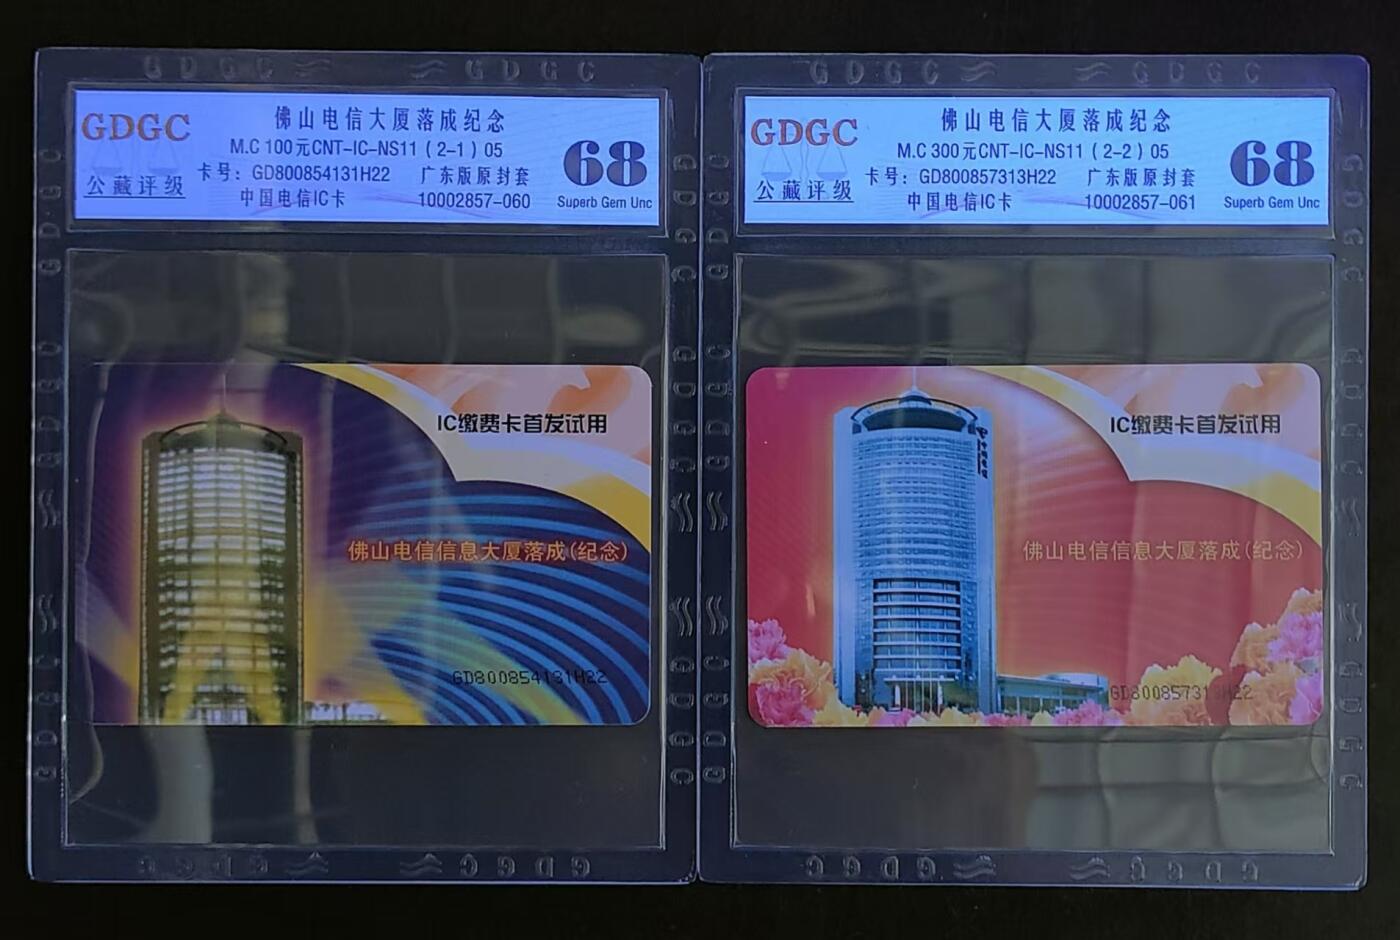 GDGC
公藏评级
佛山电信大厦落成纪念
M.C 100元CNT-IC-NS11 (2-1) 05
卡号: GD800854131H22 广东版原封套
中国电信IC卡 10002857-060
68
Superb Gem Unc
IC缴费卡首发试用
佛山电信信息大厦落成(纪念)
GD800854131H22
GDGC
公藏评级
佛山电信大厦落成纪念
M.C 300元CNT-IC-NS11 (2-2) 05
卡号: GD800857313H22 广东版原封套
中国电信IC卡 10002857-061
68
Superb Gem Unc
IC缴费卡首发试用
中国电信
佛山电信信息大厦落成(纪念)
GD800857313H22